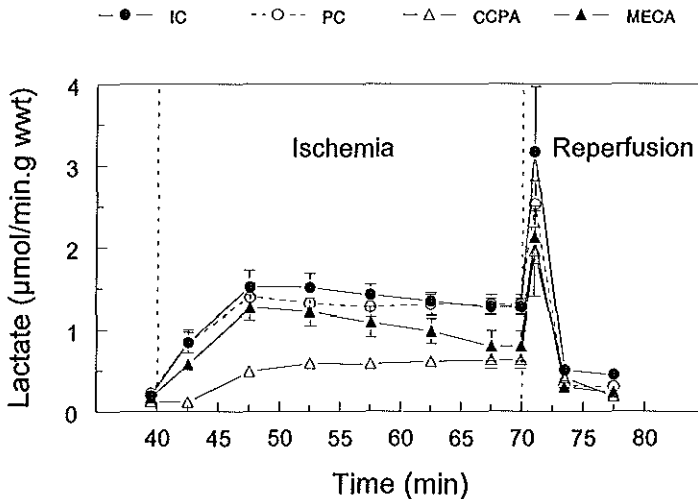 IC PC CCPA MECA
4
Ischemia Reperfusion
3
2
1
0
Lactate (µmol/min.g wwt)
40 45 50 55 60 65 70 75 80
Time (min)